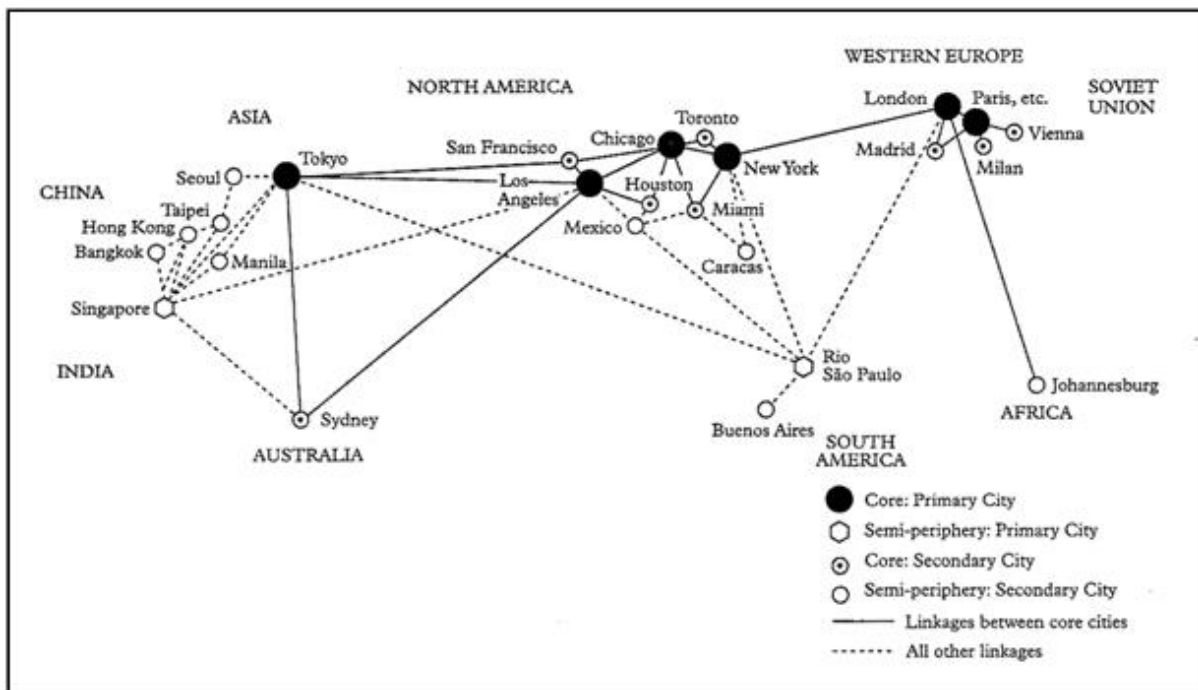 WESTERN EUROPE
NORTH AMERICA
SOVIET
UNION
London
Paris, etc.
ASIA
Toronto
Chicago
Vienna
San Francisco
Madrid
Milan
Tokyo
New York
Seoul
Los
Angeles
Houston
CHINA
Taipei
Miami
Mexico
Hong Kong
Bangkok
Manila
Caracas
Singapore
INDIA
Rio
São Paulo
Johannesburg
AFRICA
Sydney
Buenos Aires
AUSTRALIA
SOUTH
AMERICA
Core: Primary City
Semi-periphery: Primary City
Core: Secondary City
Semi-periphery: Secondary City
Linkages between core cities
All other linkages